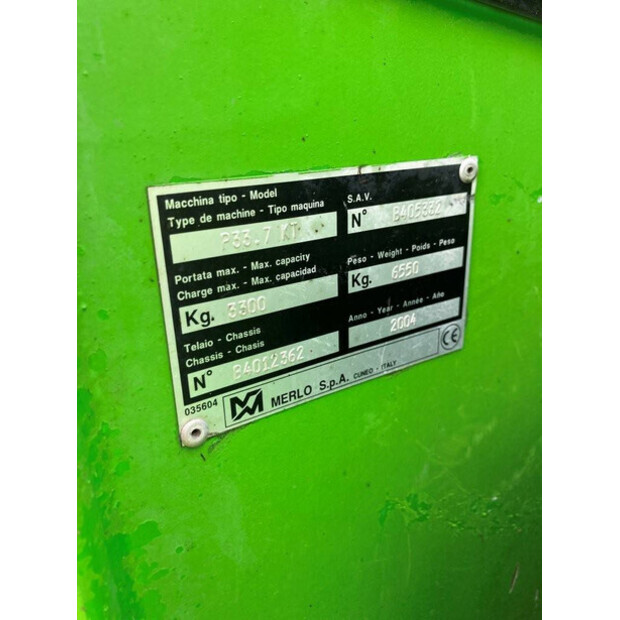 Macchina tipo - Model
Type de machine - Tipo maquina
P33.7 KT
S.A.V.
N° B405332
Portata max. - Max. capacity
Charge max. - Max. capacidad
Kg. 3300
Peso - Weight - Poids - Peso
Kg. 6550
Telaio - Chassis
Chassis - Chasis
N° B4012362
Anno - Year - Année - Año
2004
035604 MERLO S.p.A. CUNEO - ITALY CE